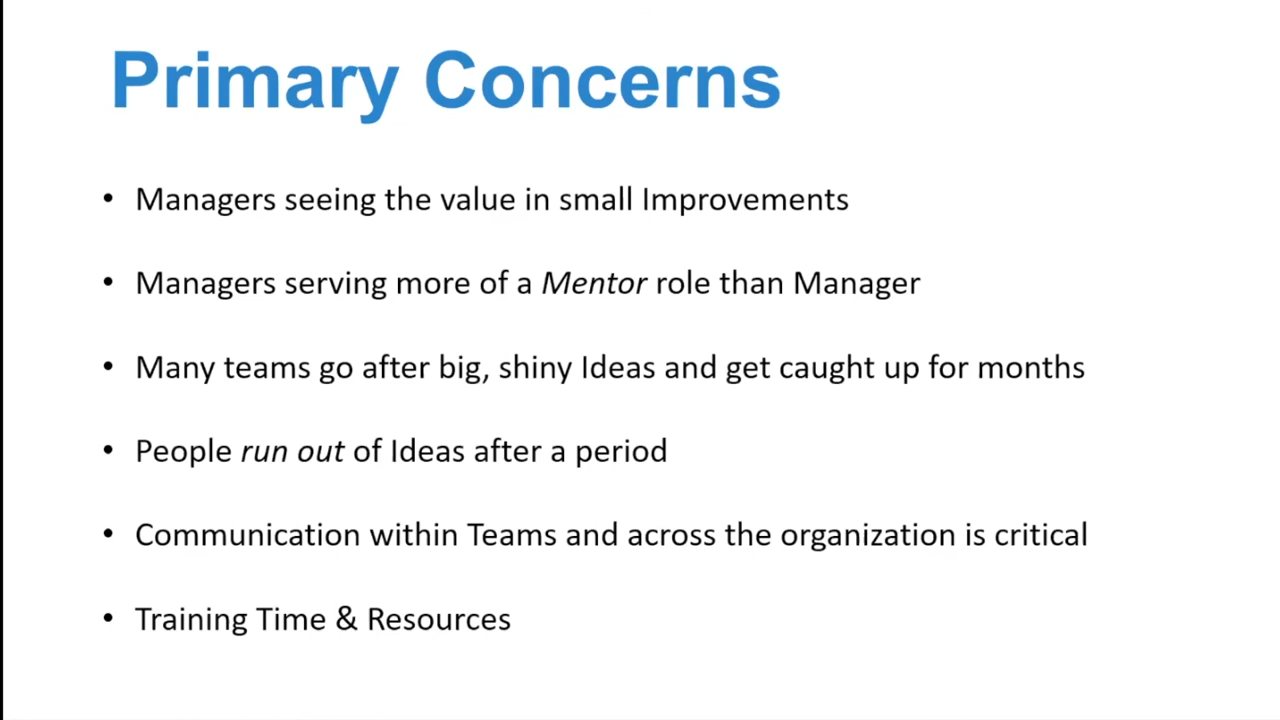 Primary Concerns
• Managers seeing the value in small Improvements
• Managers serving more of a Mentor role than Manager
• Many teams go after big, shiny Ideas and get caught up for months
• People run out of Ideas after a period
• Communication within Teams and across the organization is critical
• Training Time & Resources